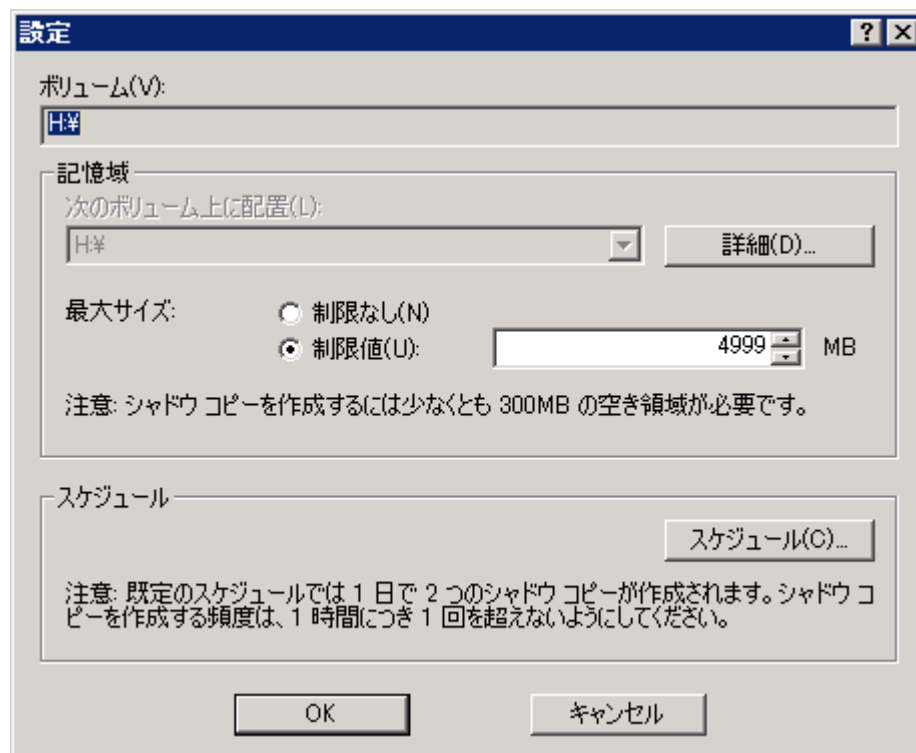 設定
ボリューム(V):
H:¥
記憶域
次のボリューム上に配置(L):
H:¥
詳細(D)...
最大サイズ:
制限なし(N)
制限値(U):
4999
MB
注意: シャドウ コピーを作成するには少なくとも 300MB の空き領域が必要です。
スケジュール
スケジュール(C)...
注意: 既定のスケジュールでは 1 日で 2 つのシャドウ コピーが作成されます。シャドウ コ
ピーを作成する頻度は、1 時間につき 1 回を超えないようにしてください。
OK
キャンセル